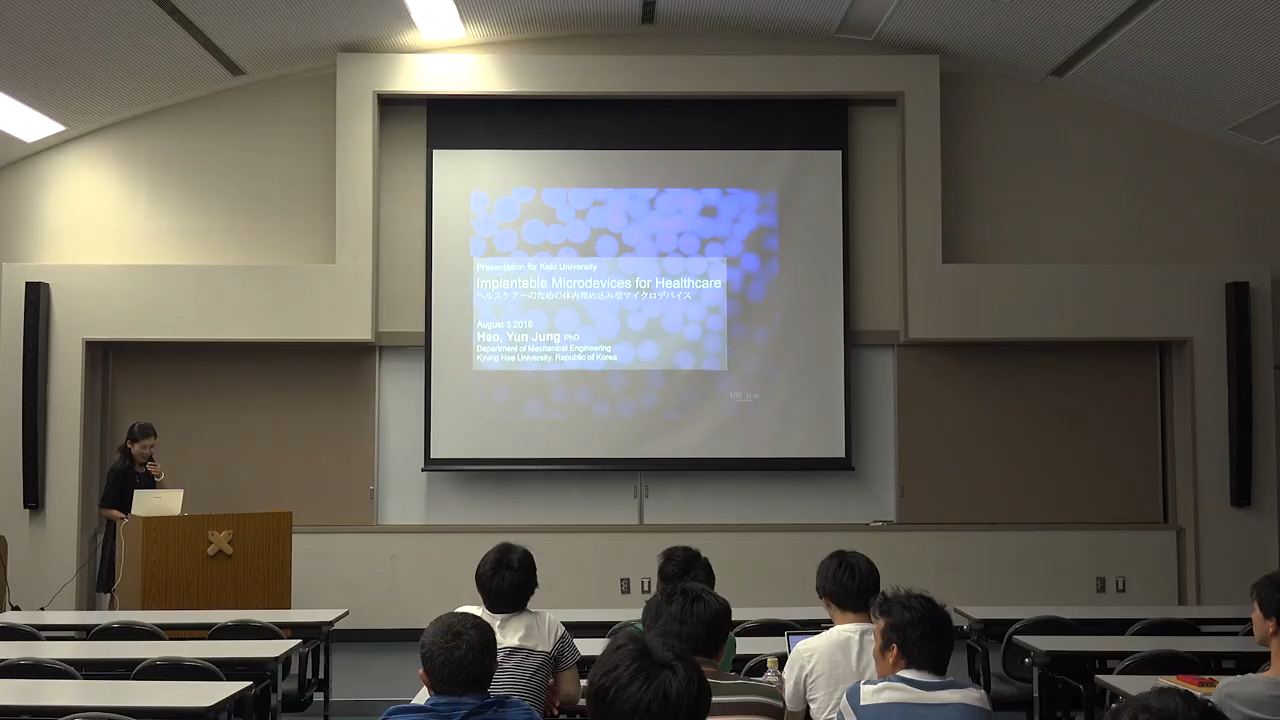 Presentation for Keio University
Implantable Microdevices for Healthcare
ヘルスケアーのための体内埋め込み型マイクロデバイス
August 3 2018
Heo, Yun Jung PhD
Department of Mechanical Engineering
Kyung Hee University, Republic of Korea
100 μm